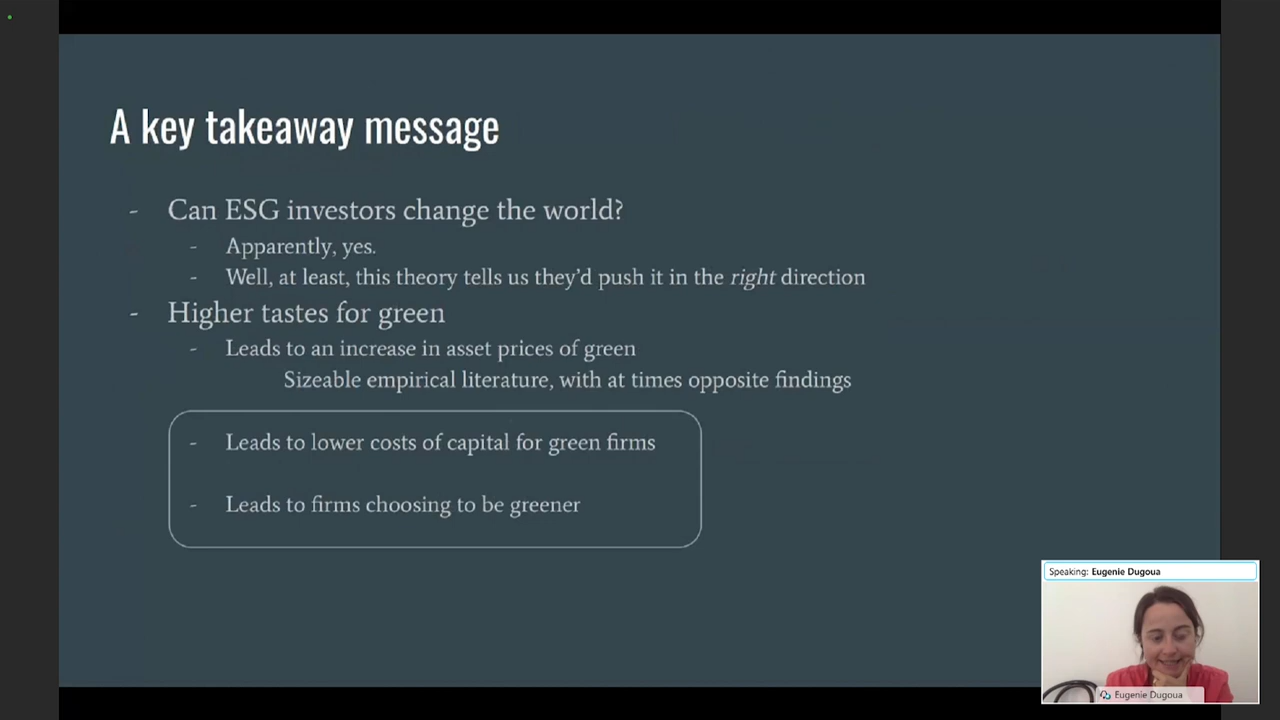 A key takeaway message
- Can ESG investors change the world?
- Apparently, yes.
- Well, at least, this theory tells us they'd push it in the right direction
- Higher tastes for green
- Leads to an increase in asset prices of green
Sizeable empirical literature, with at times opposite findings
- Leads to lower costs of capital for green firms
- Leads to firms choosing to be greener
Speaking: Eugenie Dugoua
Eugenie Dugoua